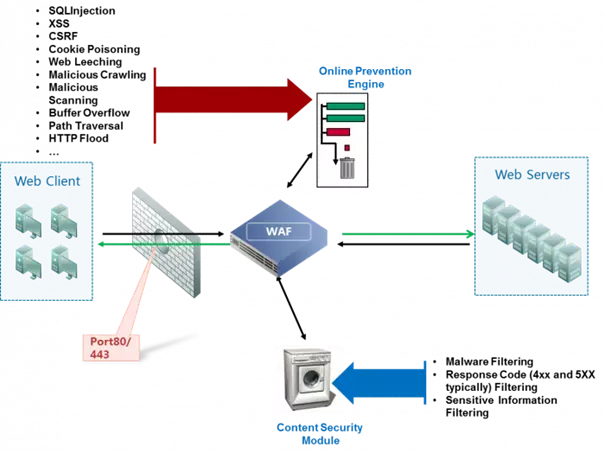 • SQLInjection
• XSS
• CSRF
• Cookie Poisoning
• Web Leeching
• Malicious Crawling
• Malicious
Scanning
• Buffer Overflow
• Path Traversal
• HTTP Flood
• ...
Online Prevention
Engine
Web Client
WAF
Web Servers
Port80/
443
• Malware Filtering
• Response Code (4xx and 5XX
typically) Filtering
• Sensitive Information
Filtering
Content Security
Module